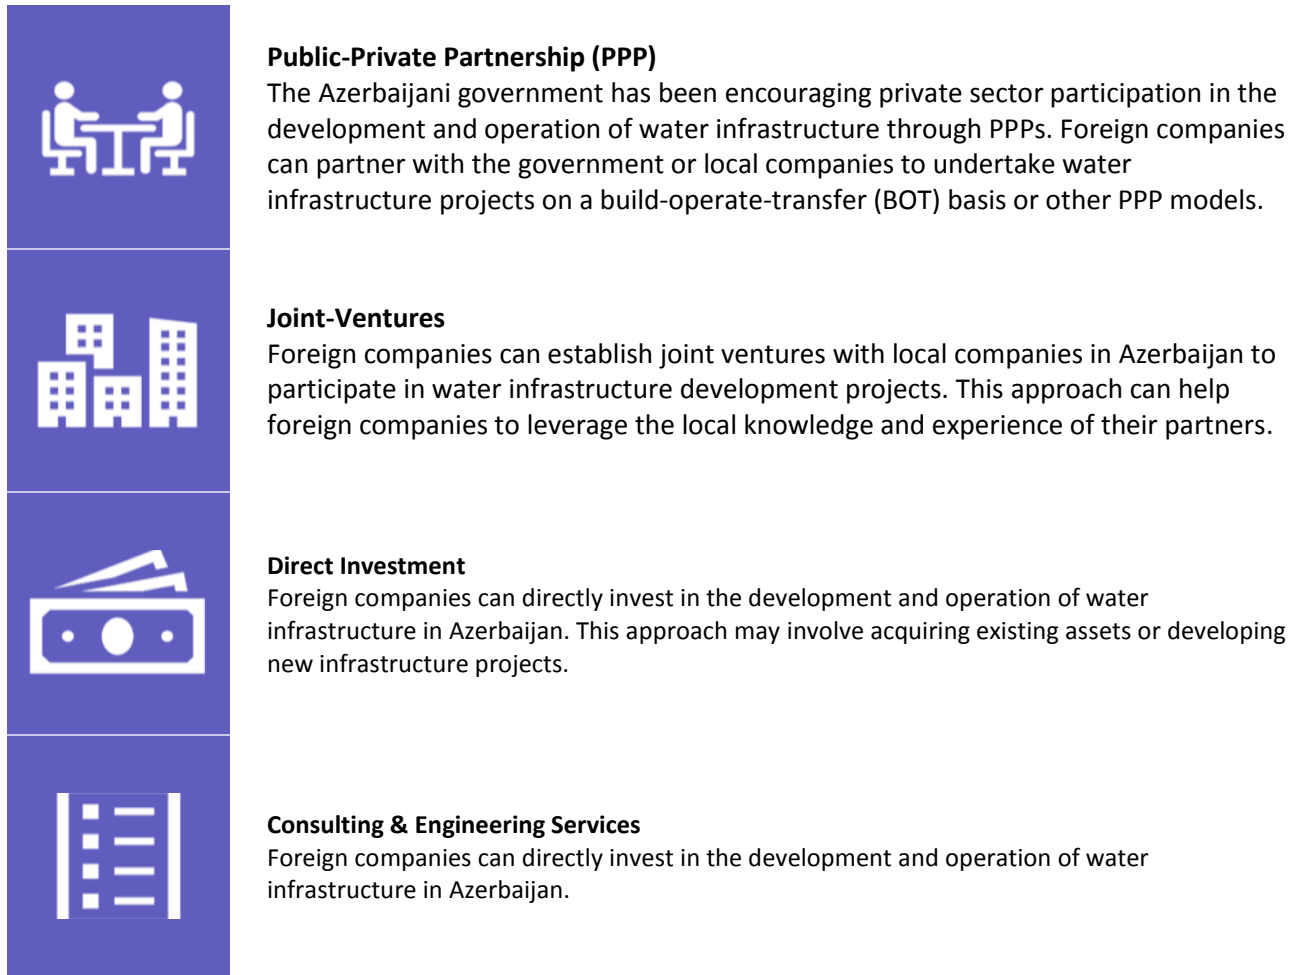 Public-Private Partnership (PPP)
The Azerbaijani government has been encouraging private sector participation in the
development and operation of water infrastructure through PPPs. Foreign companies
can partner with the government or local companies to undertake water
infrastructure projects on a build-operate-transfer (BOT) basis or other PPP models.
Joint-Ventures
Foreign companies can establish joint ventures with local companies in Azerbaijan to
participate in water infrastructure development projects. This approach can help
foreign companies to leverage the local knowledge and experience of their partners.
Direct Investment
Foreign companies can directly invest in the development and operation of water
infrastructure in Azerbaijan. This approach may involve acquiring existing assets or developing
new infrastructure projects.
Consulting & Engineering Services
Foreign companies can directly invest in the development and operation of water
infrastructure in Azerbaijan.